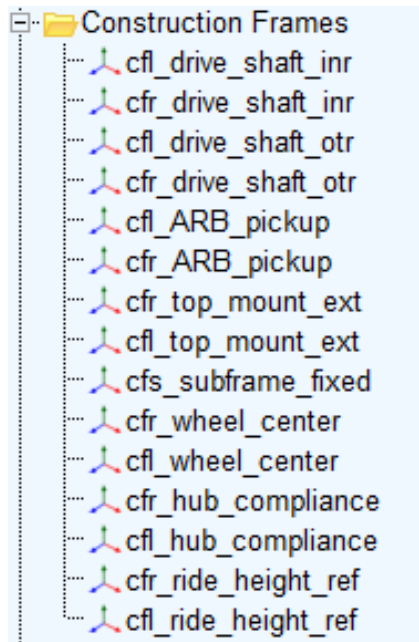 Construction Frames
cfl_drive_shaft_inr
cfr_drive_shaft_inr
cfl_drive_shaft_otr
cfr_drive_shaft_otr
cfl_ARB_pickup
cfr_ARB_pickup
cfr_top_mount_ext
cfl_top_mount_ext
cfs_subframe_fixed
cfr_wheel_center
cfl_wheel_center
cfr_hub_compliance
cfl_hub_compliance
cfr_ride_height_ref
cfl_ride_height_ref